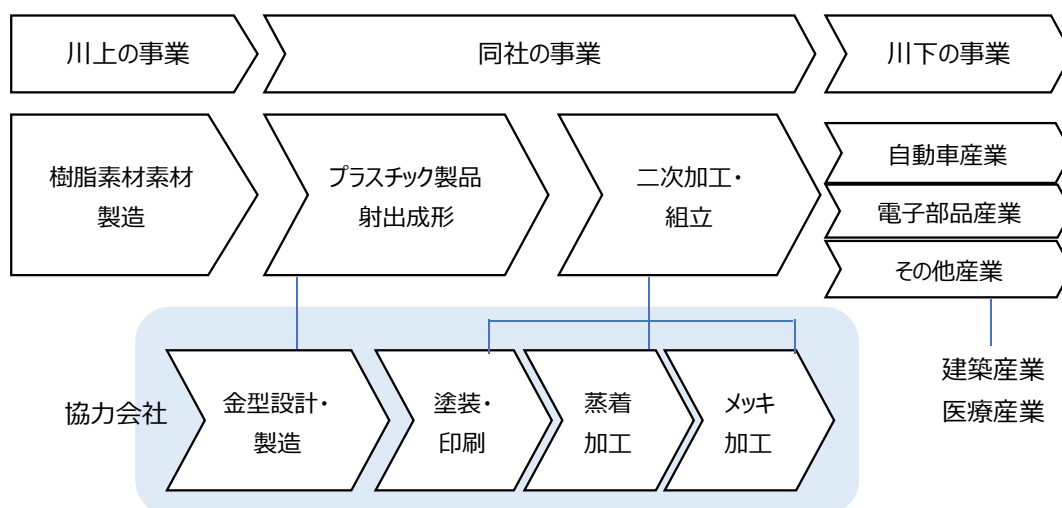 川上の事業
同社の事業
川下の事業
樹脂素材素材
製造
プラスチック製品
射出成形
二次加工・
組立
自動車産業
電子部品産業
その他産業
協力会社
金型設計・
製造
塗装・
印刷
蒸着
加工
メッキ
加工
建築産業
医療産業